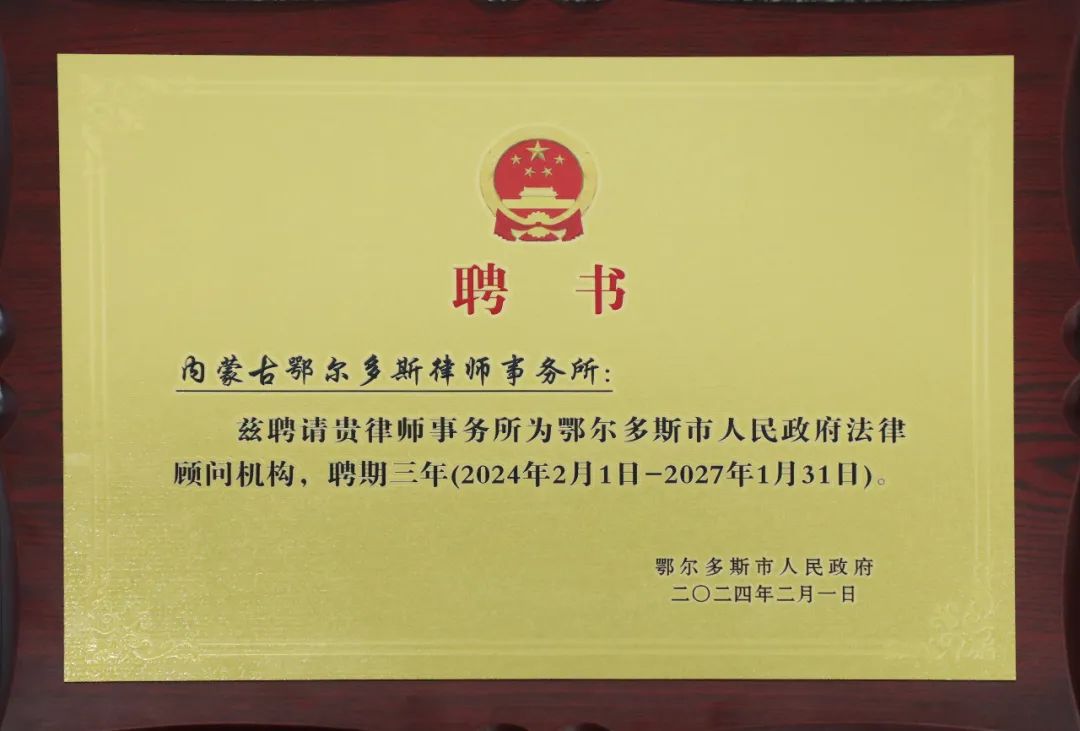 聘 书
内蒙古鄂尔多斯律师事务所：
兹聘请贵律师事务所为鄂尔多斯市人民政府法律
顾问机构，聘期三年(2024年2月1日-2027年1月31日)。
鄂尔多斯市人民政府
二〇二四年二月一日